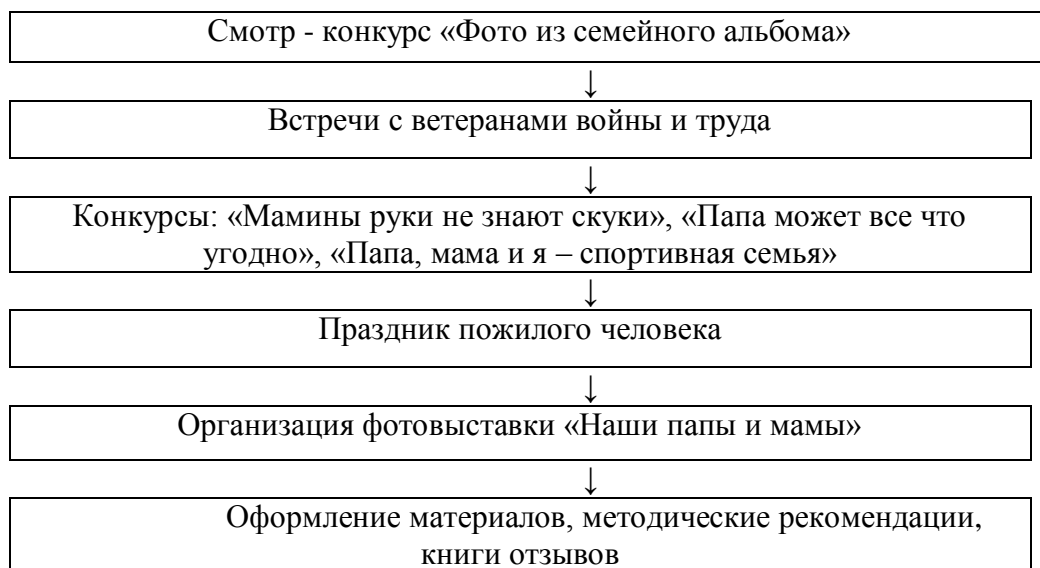 Смотр - конкурс «Фото из семейного альбома»
↓
Встречи с ветеранами войны и труда
↓
Конкурсы: «Мамины руки не знают скуки», «Папа может все что
угодно», «Папа, мама и я – спортивная семья»
↓
Праздник пожилого человека
↓
Организация фотовыставки «Наши папы и мамы»
↓
Оформление материалов, методические рекомендации,
книги отзывов